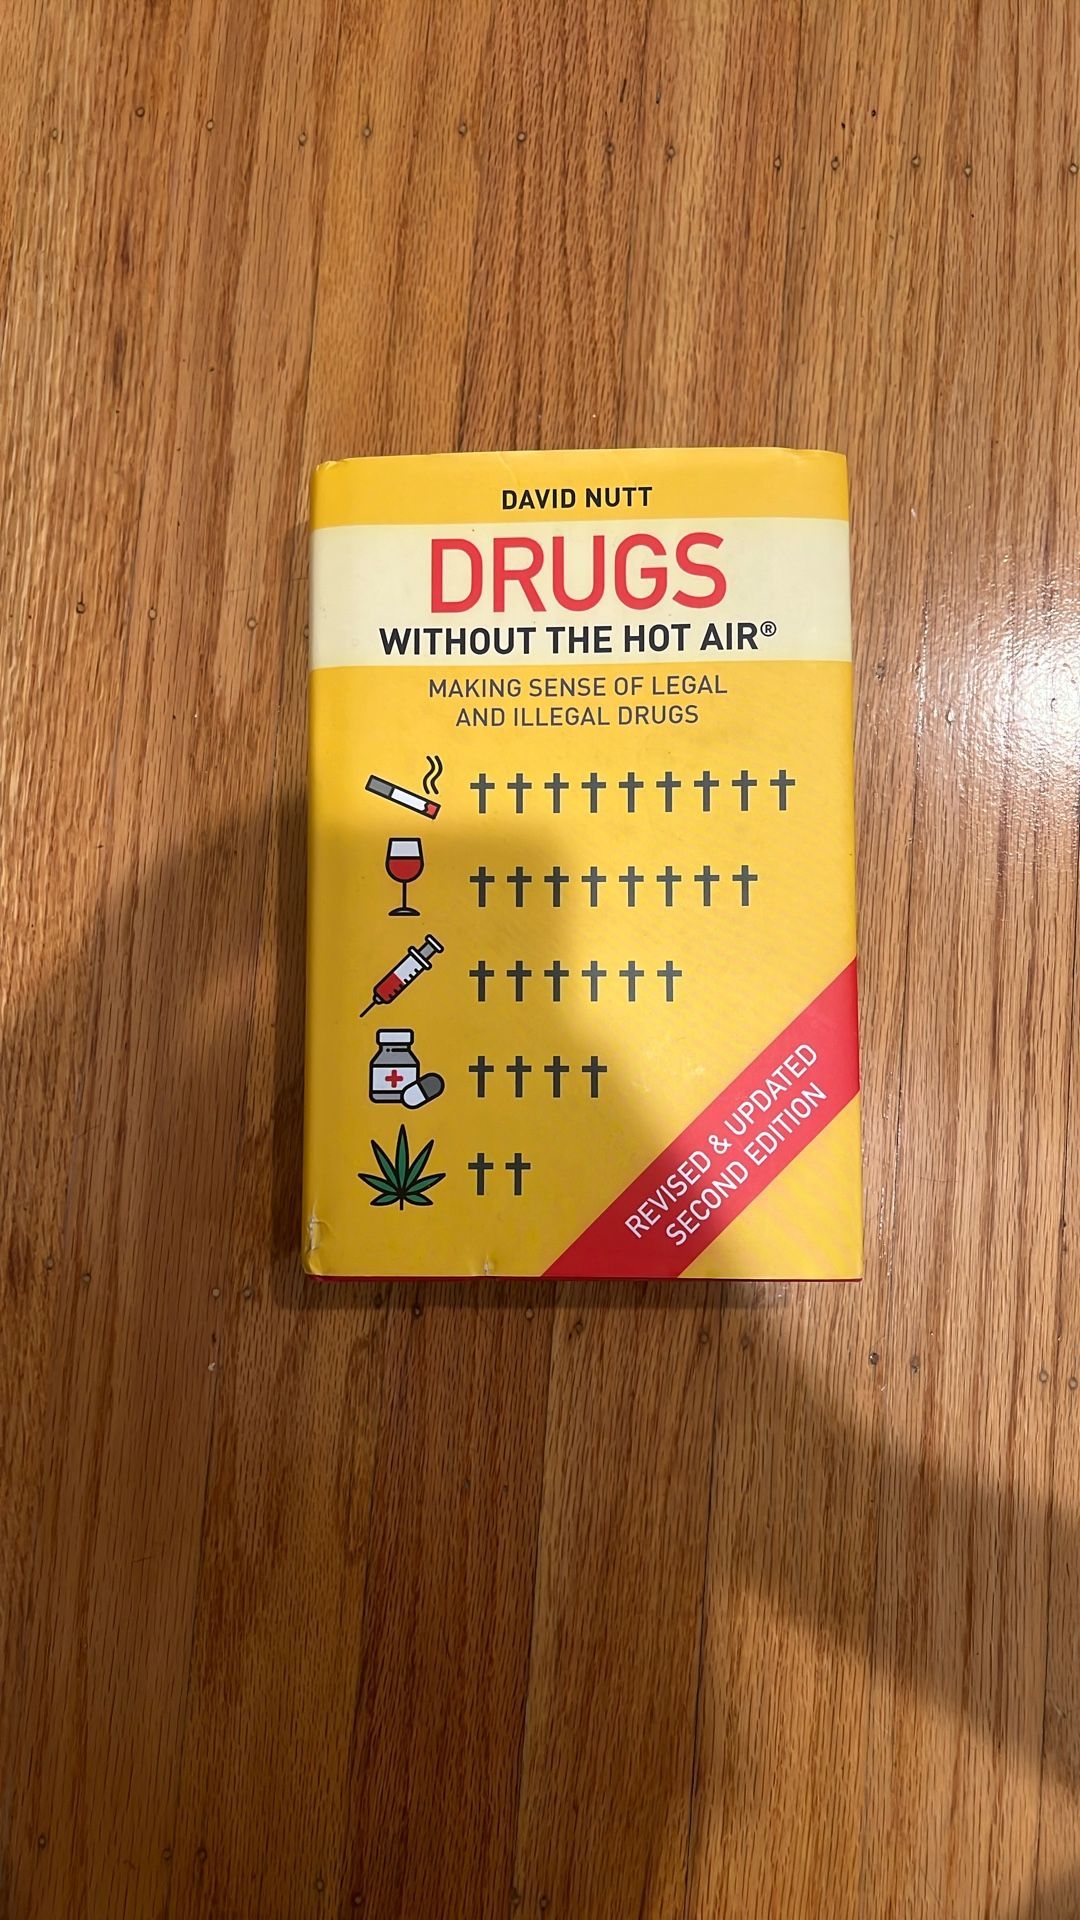 DAVID NUTT
DRUGS
WITHOUT THE HOT AIR®
MAKING SENSE OF LEGAL
AND ILLEGAL DRUGS
REVISED & UPDATED
SECOND EDITION